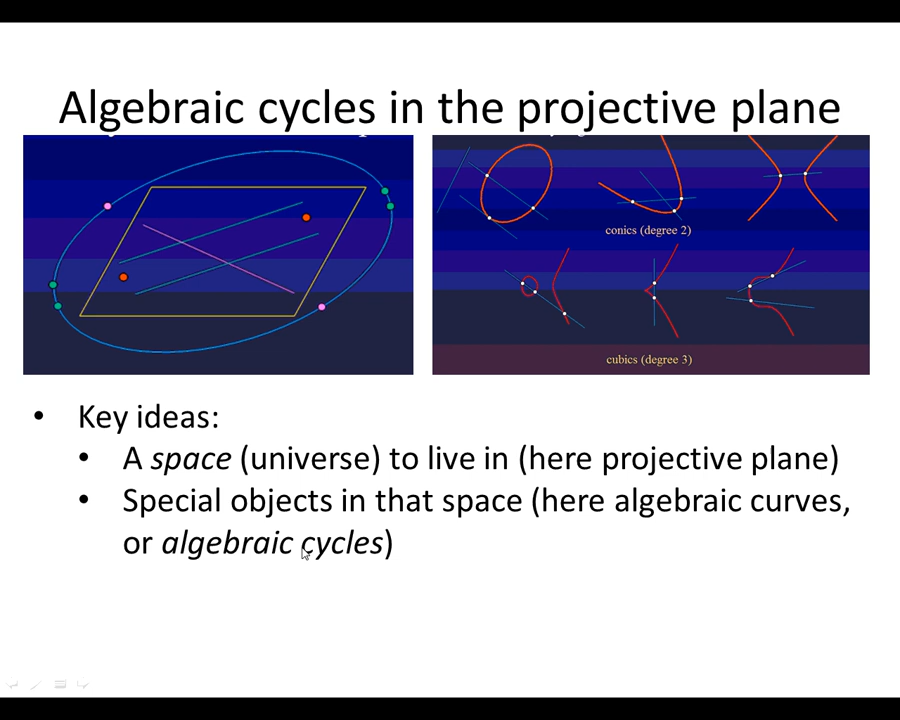 Algebraic cycles in the projective plane
conics (degree 2)
cubics (degree 3)
• Key ideas:
• A space (universe) to live in (here projective plane)
• Special objects in that space (here algebraic curves,
or algebraic cycles)